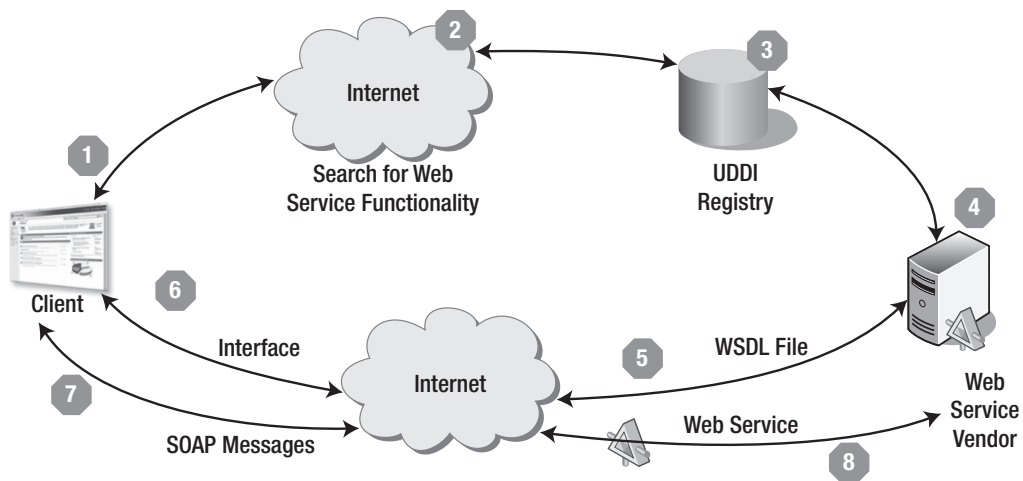 2
3
Internet
1
Search for Web
Service Functionality
UDDI
Registry
4
Client
6
Interface
5
WSDL File
Internet
7
Web
Service
Vendor
Web Service
SOAP Messages
8